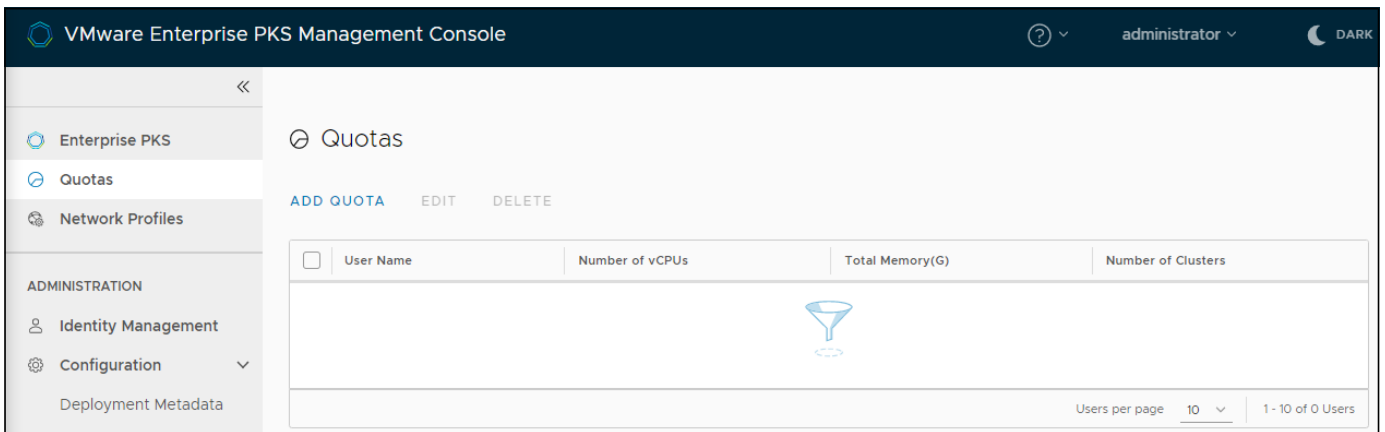 VMware Enterprise PKS Management Console
? administrator DARK
Enterprise PKS
Quotas
Network Profiles
ADMINISTRATION
Identity Management
Configuration
Deployment Metadata
Quotas
ADD QUOTA EDIT DELETE
User Name Number of vCPUs Total Memory(G) Number of Clusters
Users per page 10 1 - 10 of 0 Users